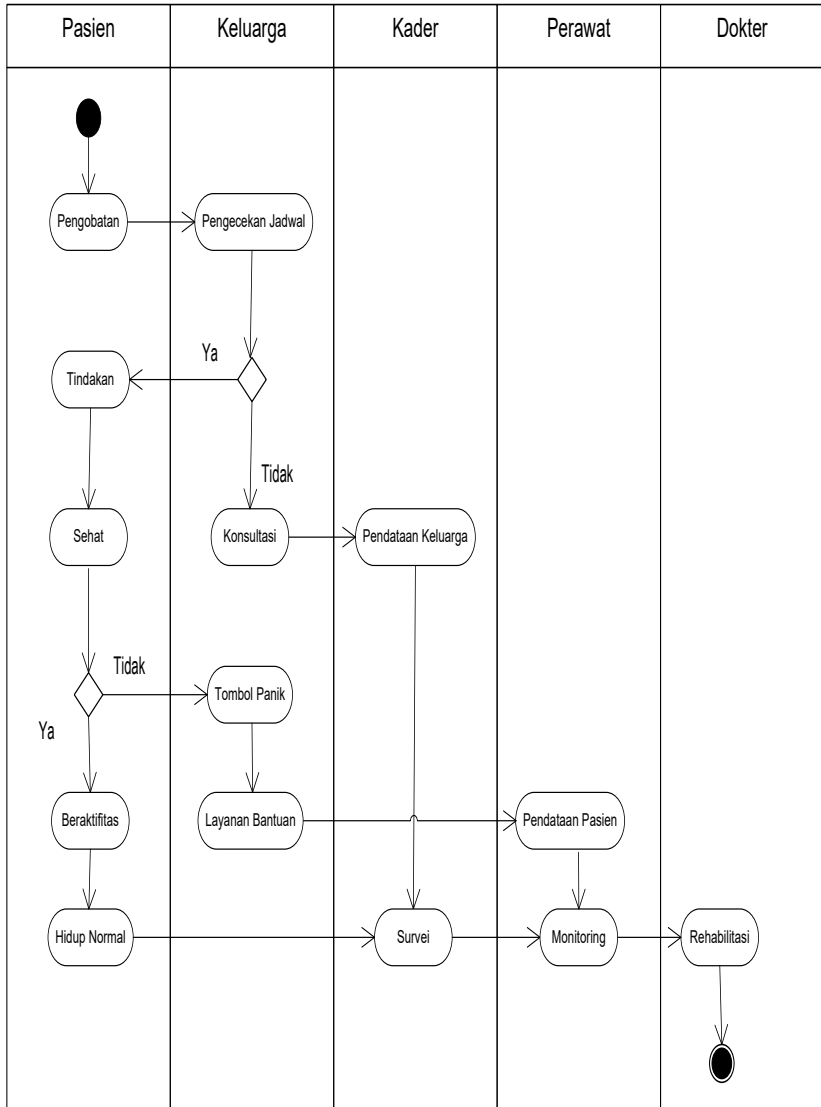 Pasien
Keluarga
Kader
Perawat
Dokter
Pengobatan
Pengecekan Jadwal
Ya
Tindakan
Tidak
Sehat
Konsultasi
Pendataan Keluarga
Tidak
Tombol Panik
Ya
Beraktifitas
Layanan Bantuan
Pendataan Pasien
Hidup Normal
Survei
Monitoring
Rehabilitasi